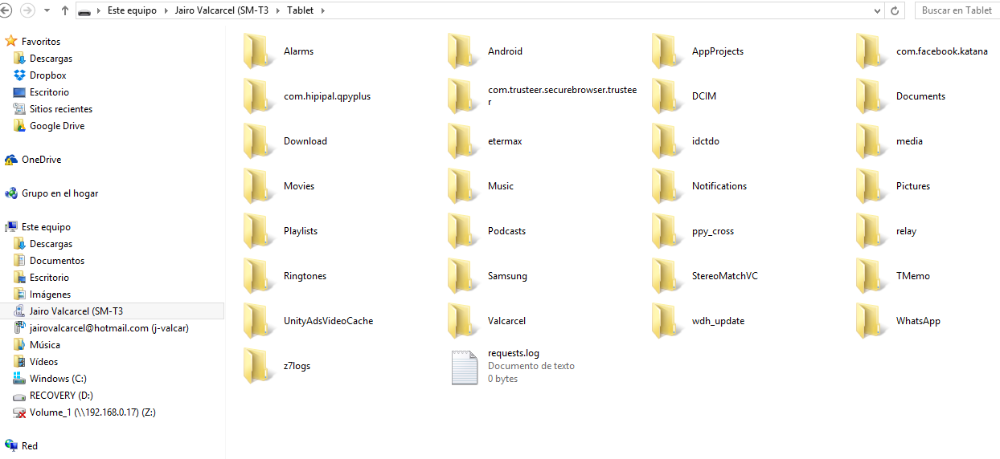 Este equipo
Jairo Valcarcel (SM-T3
Tablet
Buscar en Tablet
Favoritos
Descargas
Dropbox
Escritorio
Sitios recientes
Google Drive
OneDrive
Grupo en el hogar
Este equipo
Descargas
Documentos
Escritorio
Imágenes
Jairo Valcarcel (SM-T3
jairovalcarcel@hotmail.com (j-valcar)
Música
Vídeos
Windows (C:)
RECOVERY (D:)
Volume_1 (\\192.168.0.17) (Z:)
Red
Alarms
Android
AppProjects
com.facebook.katana
com.hipipal.qpyplus
com.trusteer.securebrowser.trustee
r
DCIM
Documents
Download
etermax
idctdo
media
Movies
Music
Notifications
Pictures
Playlists
Podcasts
ppy_cross
relay
Ringtones
Samsung
StereoMatchVC
TMemo
UnityAdsVideoCache
Valcarcel
wdh_update
WhatsApp
z7logs
requests.log
Documento de texto
0 bytes